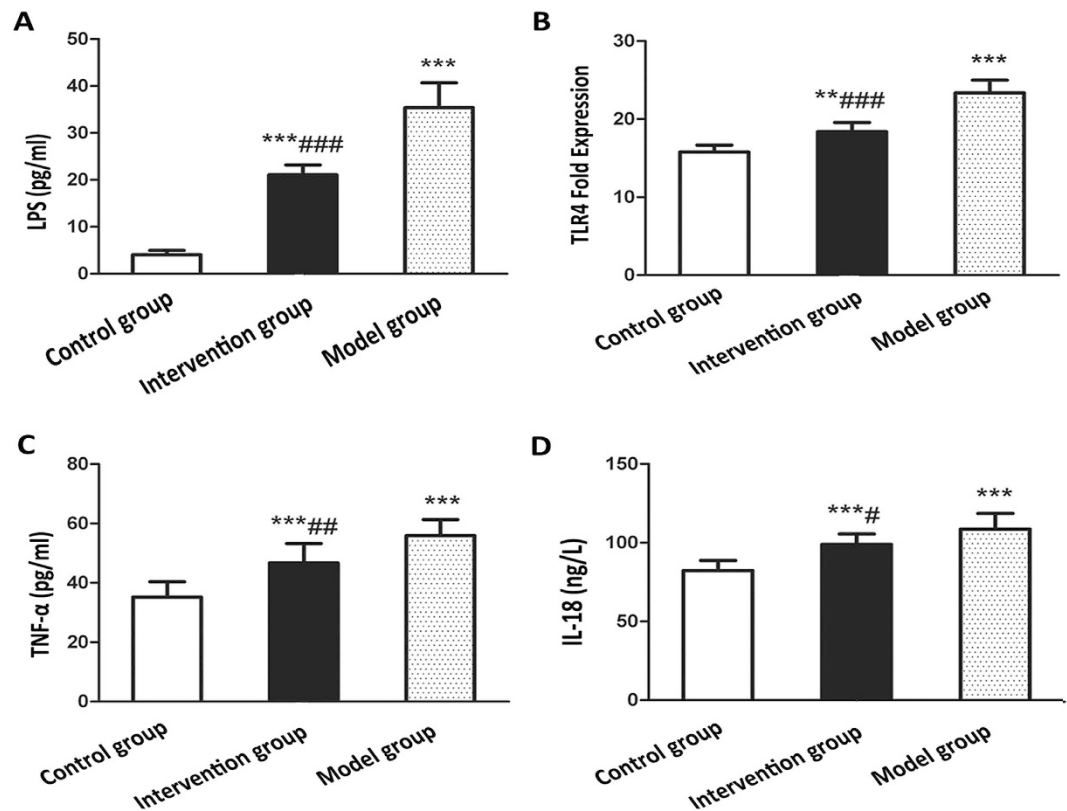 A
LPS (pg/ml)
50
40
30
20
10
0
***###
***
Control group
Intervention group
Model group
B
TLR4 Fold Expression
30
20
10
0
**###
***
Control group
Intervention group
Model group
C
TNF-α (pg/ml)
80
60
40
20
0
***##
***
Control group
Intervention group
Model group
D
IL-18 (ng/L)
150
100
50
0
***#
***
Control group
Intervention group
Model group